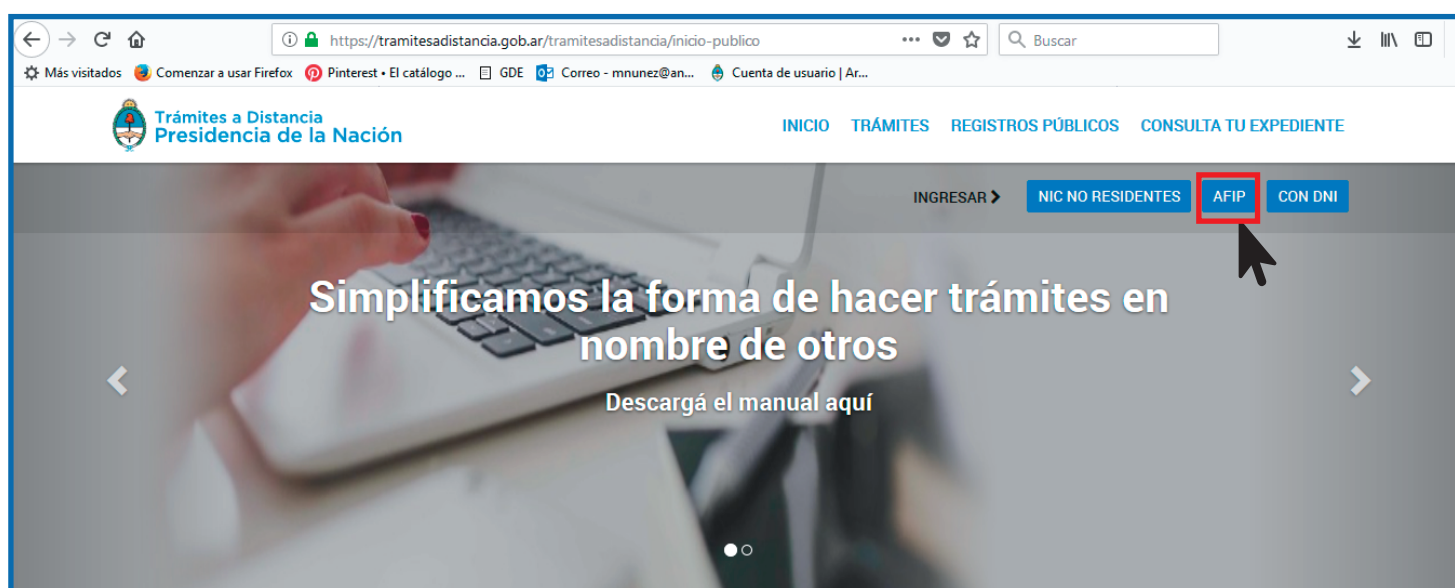 https://tramitesadistancia.gob.ar/tramitesadistancia/inicio-publico
Buscar
Más visitados Comenzar a usar Firefox Pinterest • El catálogo ... GDE Correo - mnunez@an... Cuenta de usuario | Ar...
Trámites a Distancia
Presidencia de la Nación
INICIO TRÁMITES REGISTROS PÚBLICOS CONSULTA TU EXPEDIENTE
INGRESAR NIC NO RESIDENTES AFIP CON DNI
Simplificamos la forma de hacer trámites en
nombre de otros
Descargá el manual aquí